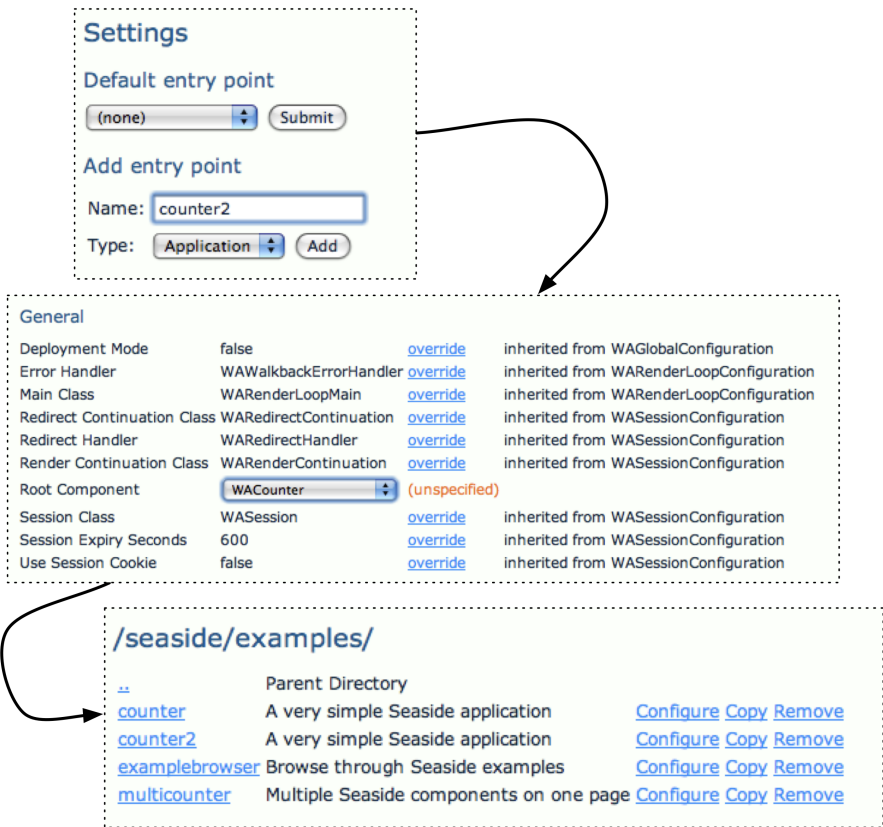 Settings
Default entry point
(none) Submit
Add entry point
Name: counter2
Type: Application Add
General
Deployment Mode false override inherited from WAGlobalConfiguration
Error Handler WAWalkbackErrorHandler override inherited from WARenderLoopConfiguration
Main Class WARenderLoopMain override inherited from WARenderLoopConfiguration
Redirect Continuation Class WARedirectContinuation override inherited from WASessionConfiguration
Redirect Handler WARedirectHandler override inherited from WASessionConfiguration
Render Continuation Class WARenderContinuation override inherited from WASessionConfiguration
Root Component WACounter (unspecified)
Session Class WASession override inherited from WASessionConfiguration
Session Expiry Seconds 600 override inherited from WASessionConfiguration
Use Session Cookie false override inherited from WASessionConfiguration
/seaside/examples/
.. Parent Directory
counter A very simple Seaside application Configure Copy Remove
counter2 A very simple Seaside application Configure Copy Remove
examplebrowser Browse through Seaside examples Configure Copy Remove
multicounter Multiple Seaside components on one page Configure Copy Remove